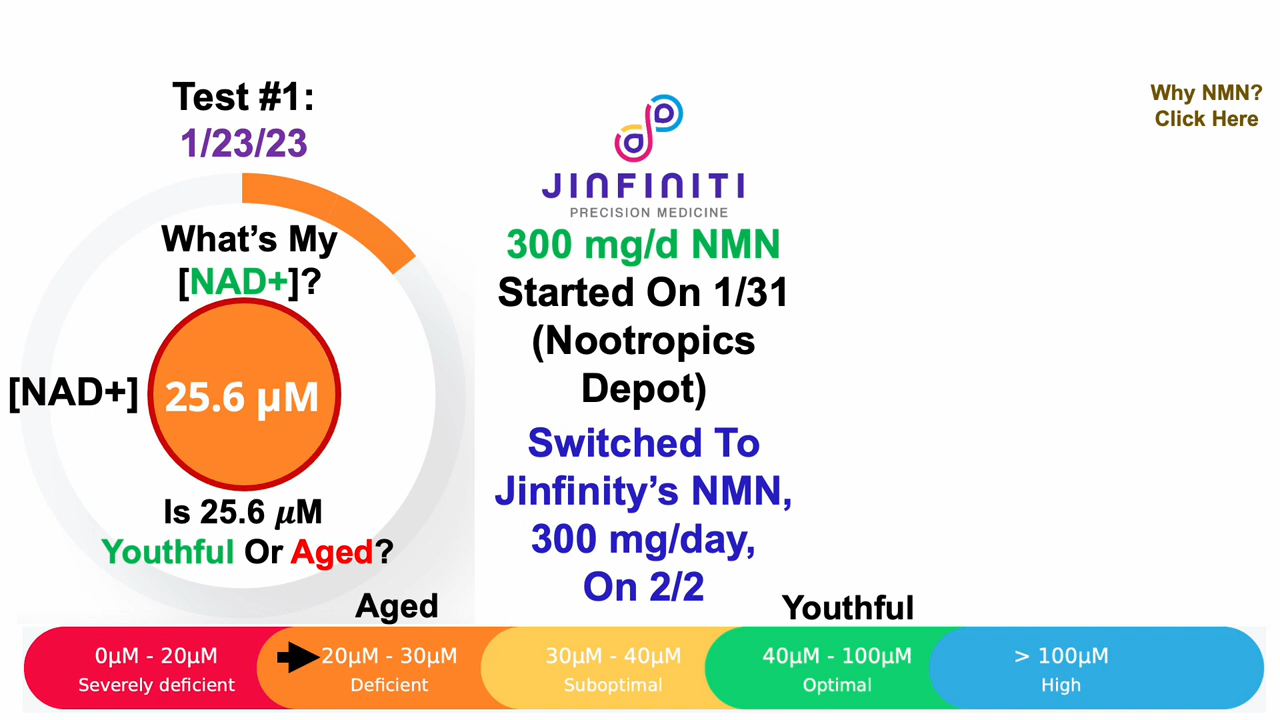 Test #1:
1/23/23
What's My
[NAD+]?
[NAD+]
25.6 μM
Is 25.6 𝝁M
Youthful Or Aged?
JINFINITI
PRECISION MEDICINE
300 mg/d NMN
Started On 1/31
(Nootropics
Depot)
Switched To
Jinfinity's NMN,
300 mg/day,
On 2/2
Why NMN?
Click Here
Aged
Youthful
0μM - 20μM
Severely deficient
20μM - 30μM
Deficient
30μM - 40μM
Suboptimal
40μM - 100μM
Optimal
> 100μM
High